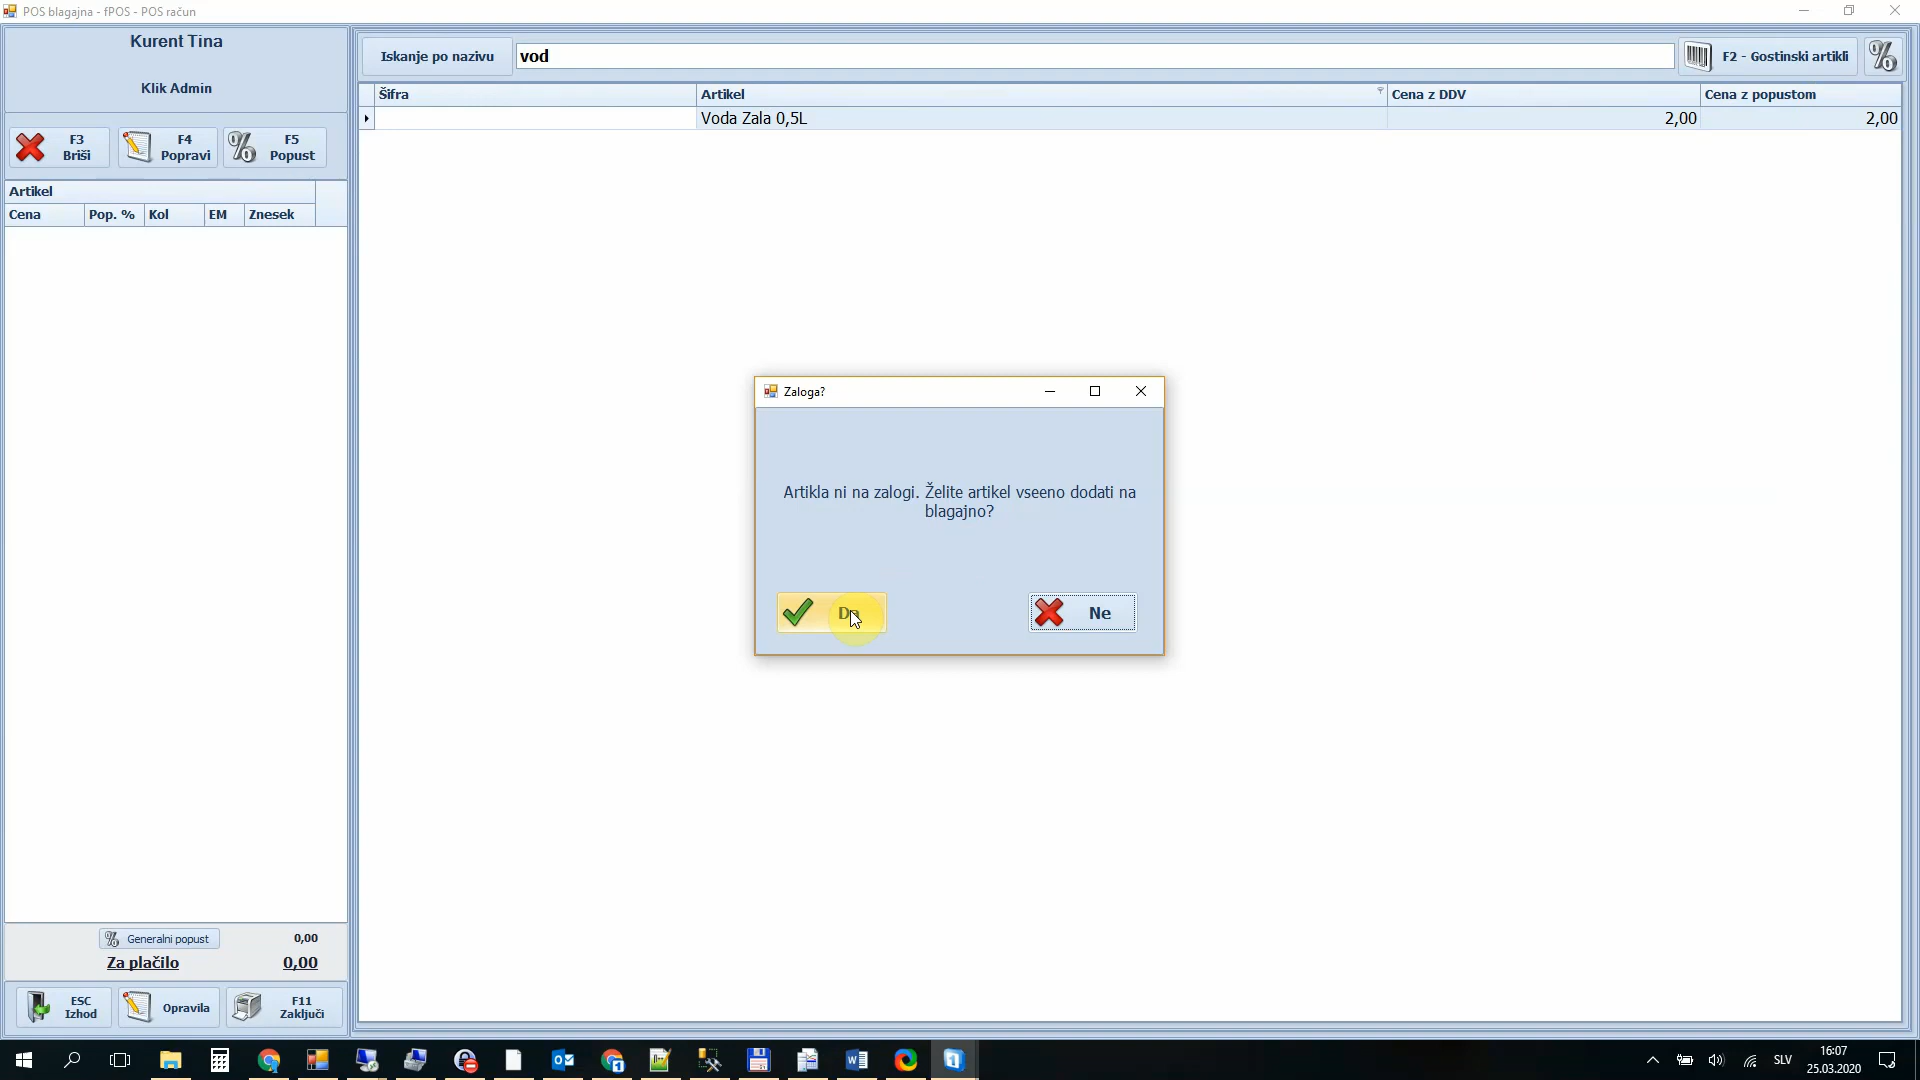 POS blagajna - fPOS - POS račun
Kurent Tina
Klik Admin
F3
Briši
F4
Popravi
F5
Popust
Artikel
Cena
Pop. %
Kol
EM
Znesek
Iskanje po nazivu
vod
F2 - Gostinski artikli
Šifra
Artikel
Cena z DDV
Cena z popustom
Voda Zala 0,5L
2,00
2,00
Zaloga?
Artikla ni na zalogi. Želite artikel vseeno dodati na
blagajno?
Da
Ne
Generalni popust
0,00
Za plačilo
0,00
ESC
Izhod
Opravila
F11
Zaključi
SLV
16:07
25.03.2020